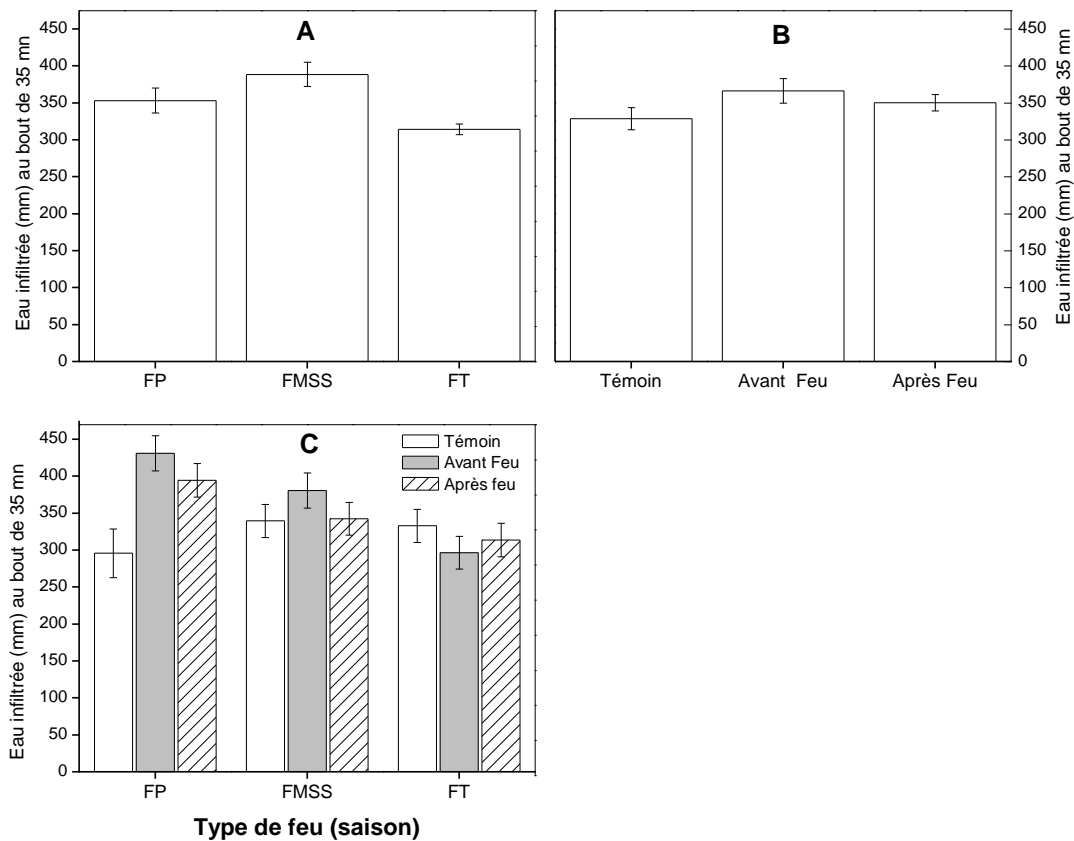 A
Eau infiltrée (mm) au bout de 35 mn
450
400
350
300
250
200
150
100
50
0
FP FMSS FT
B
450
400
350
300
250
200
150
100
50
0
Eau infiltrée (mm) au bout de 35 mn
Témoin Avant Feu Après Feu
C
Témoin
Avant Feu
Après feu
Eau infiltrée (mm) au bout de 35 mn
450
400
350
300
250
200
150
100
50
0
FP FMSS FT
Type de feu (saison)